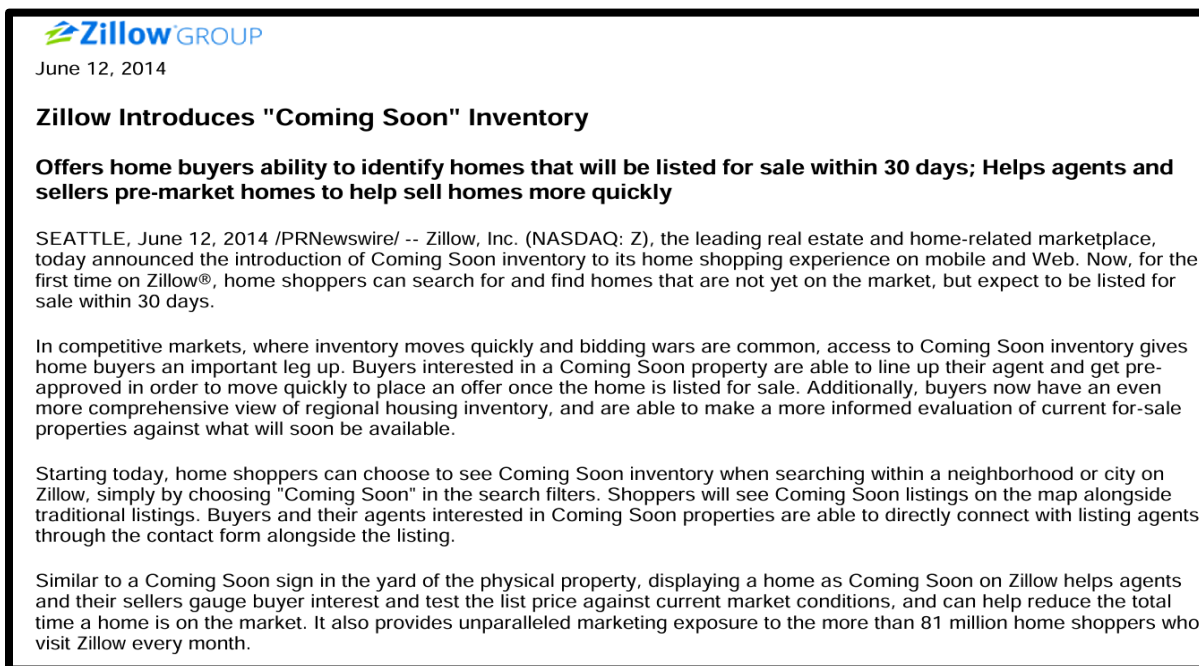 Zillow GROUP
June 12, 2014
Zillow Introduces "Coming Soon" Inventory
Offers home buyers ability to identify homes that will be listed for sale within 30 days; Helps agents and
sellers pre-market homes to help sell homes more quickly
SEATTLE, June 12, 2014 /PRNewswire/ -- Zillow, Inc. (NASDAQ: Z), the leading real estate and home-related marketplace,
today announced the introduction of Coming Soon inventory to its home shopping experience on mobile and Web. Now, for the
first time on Zillow®, home shoppers can search for and find homes that are not yet on the market, but expect to be listed for
sale within 30 days.
In competitive markets, where inventory moves quickly and bidding wars are common, access to Coming Soon inventory gives
home buyers an important leg up. Buyers interested in a Coming Soon property are able to line up their agent and get pre-
approved in order to move quickly to place an offer once the home is listed for sale. Additionally, buyers now have an even
more comprehensive view of regional housing inventory, and are able to make a more informed evaluation of current for-sale
properties against what will soon be available.
Starting today, home shoppers can choose to see Coming Soon inventory when searching within a neighborhood or city on
Zillow, simply by choosing "Coming Soon" in the search filters. Shoppers will see Coming Soon listings on the map alongside
traditional listings. Buyers and their agents interested in Coming Soon properties are able to directly connect with listing agents
through the contact form alongside the listing.
Similar to a Coming Soon sign in the yard of the physical property, displaying a home as Coming Soon on Zillow helps agents
and their sellers gauge buyer interest and test the list price against current market conditions, and can help reduce the total
time a home is on the market. It also provides unparalleled marketing exposure to the more than 81 million home shoppers who
visit Zillow every month.